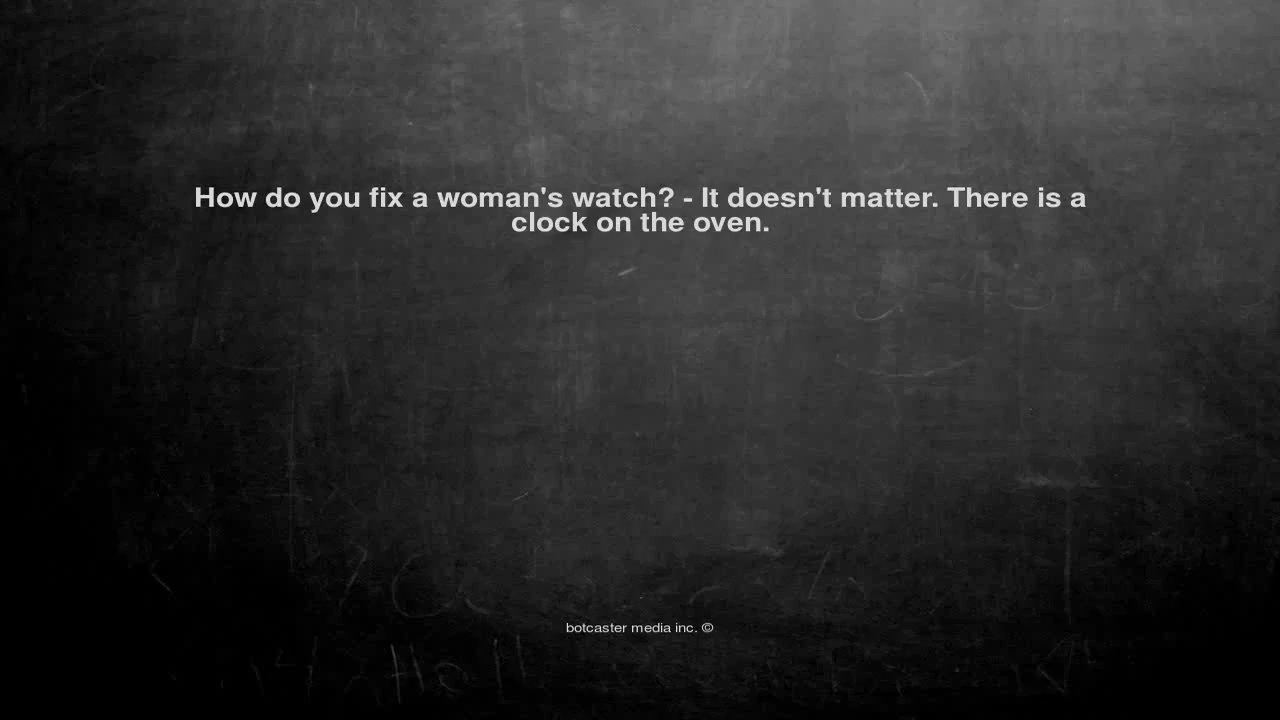 How do you fix a woman's watch? - It doesn't matter. There is a
clock on the oven.
botcaster media inc. ©